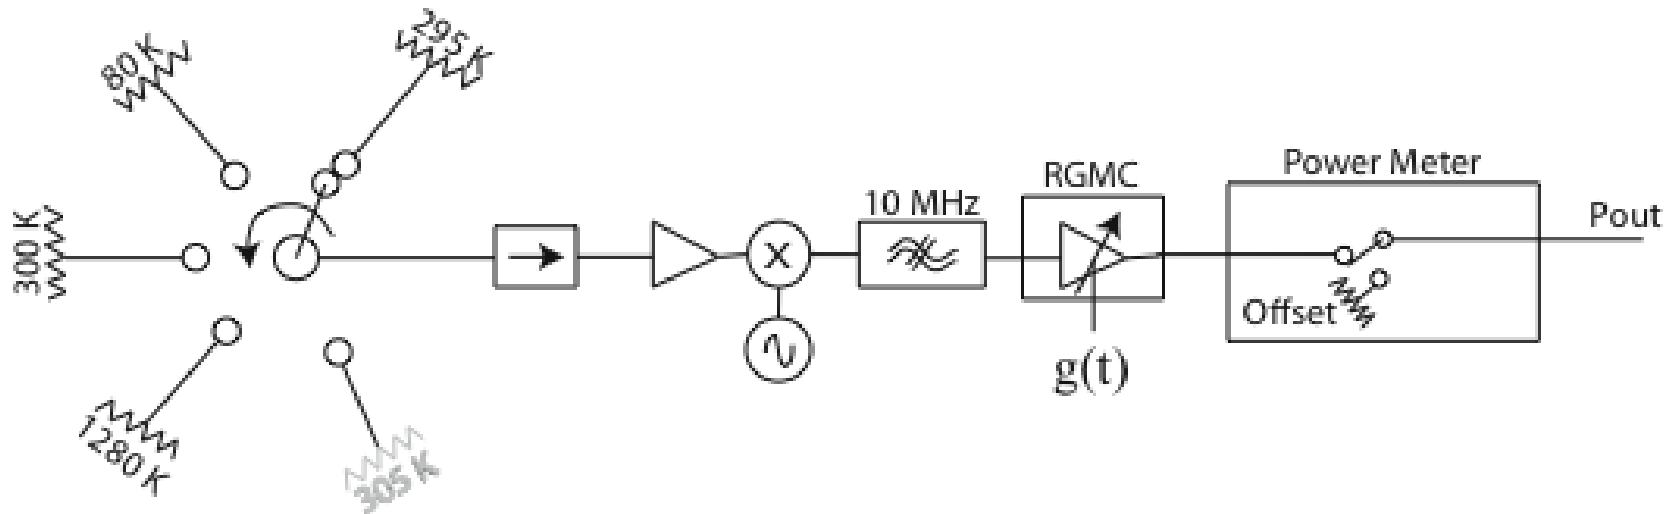 80 K
295 K
300 K
1280 K
305 K
X
10 MHz
RGMC
g(t)
Power Meter
Offset
Pout